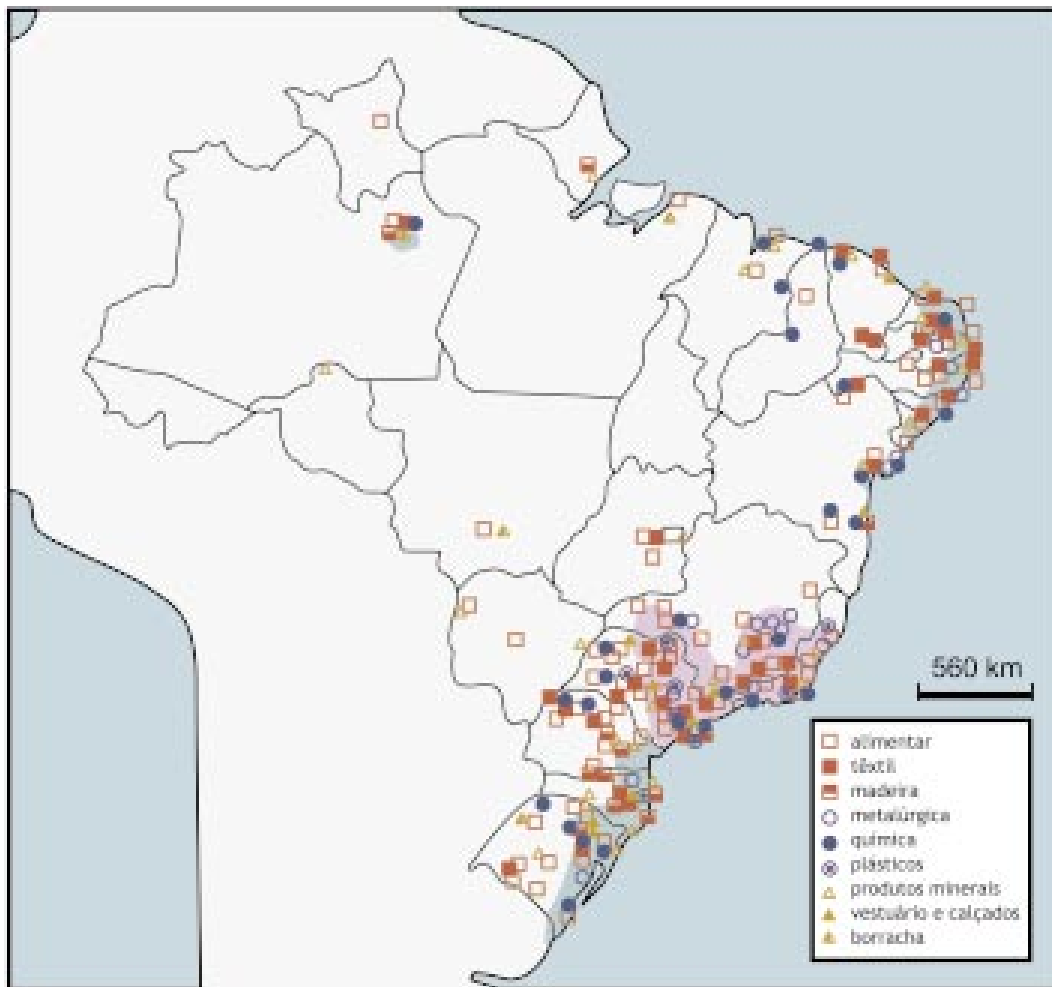 560 km
alimentar
têxtil
madeira
metalúrgica
química
plásticos
produtos minerais
vestuário e calçados
borracha